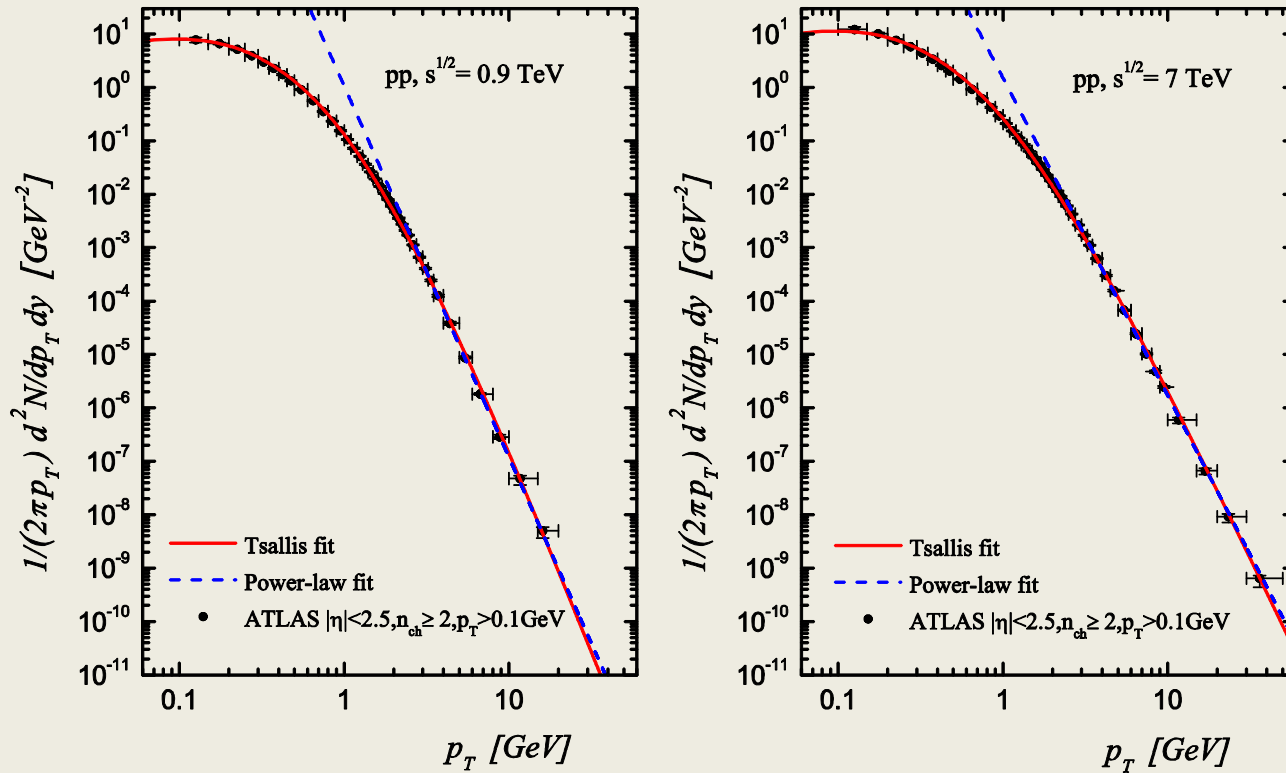 pp, s^{1/2}= 0.9 TeV
10^1
10^0
10^-1
10^-2
10^-3
10^-4
10^-5
10^-6
10^-7
10^-8
10^-9
10^-10
10^-11
1/(2πp_T) d^2N/dp_T dy [GeV^-2]
Tsallis fit
Power-law fit
ATLAS |η|<2.5,n_ch≥ 2,p_T>0.1GeV
0.1 1 10
p_T [GeV]
pp, s^{1/2}= 7 TeV
10^1
10^0
10^-1
10^-2
10^-3
10^-4
10^-5
10^-6
10^-7
10^-8
10^-9
10^-10
10^-11
1/(2πp_T) d^2N/dp_T dy [GeV^-2]
Tsallis fit
Power-law fit
ATLAS |η|<2.5,n_ch≥ 2,p_T>0.1GeV
0.1 1 10
p_T [GeV]